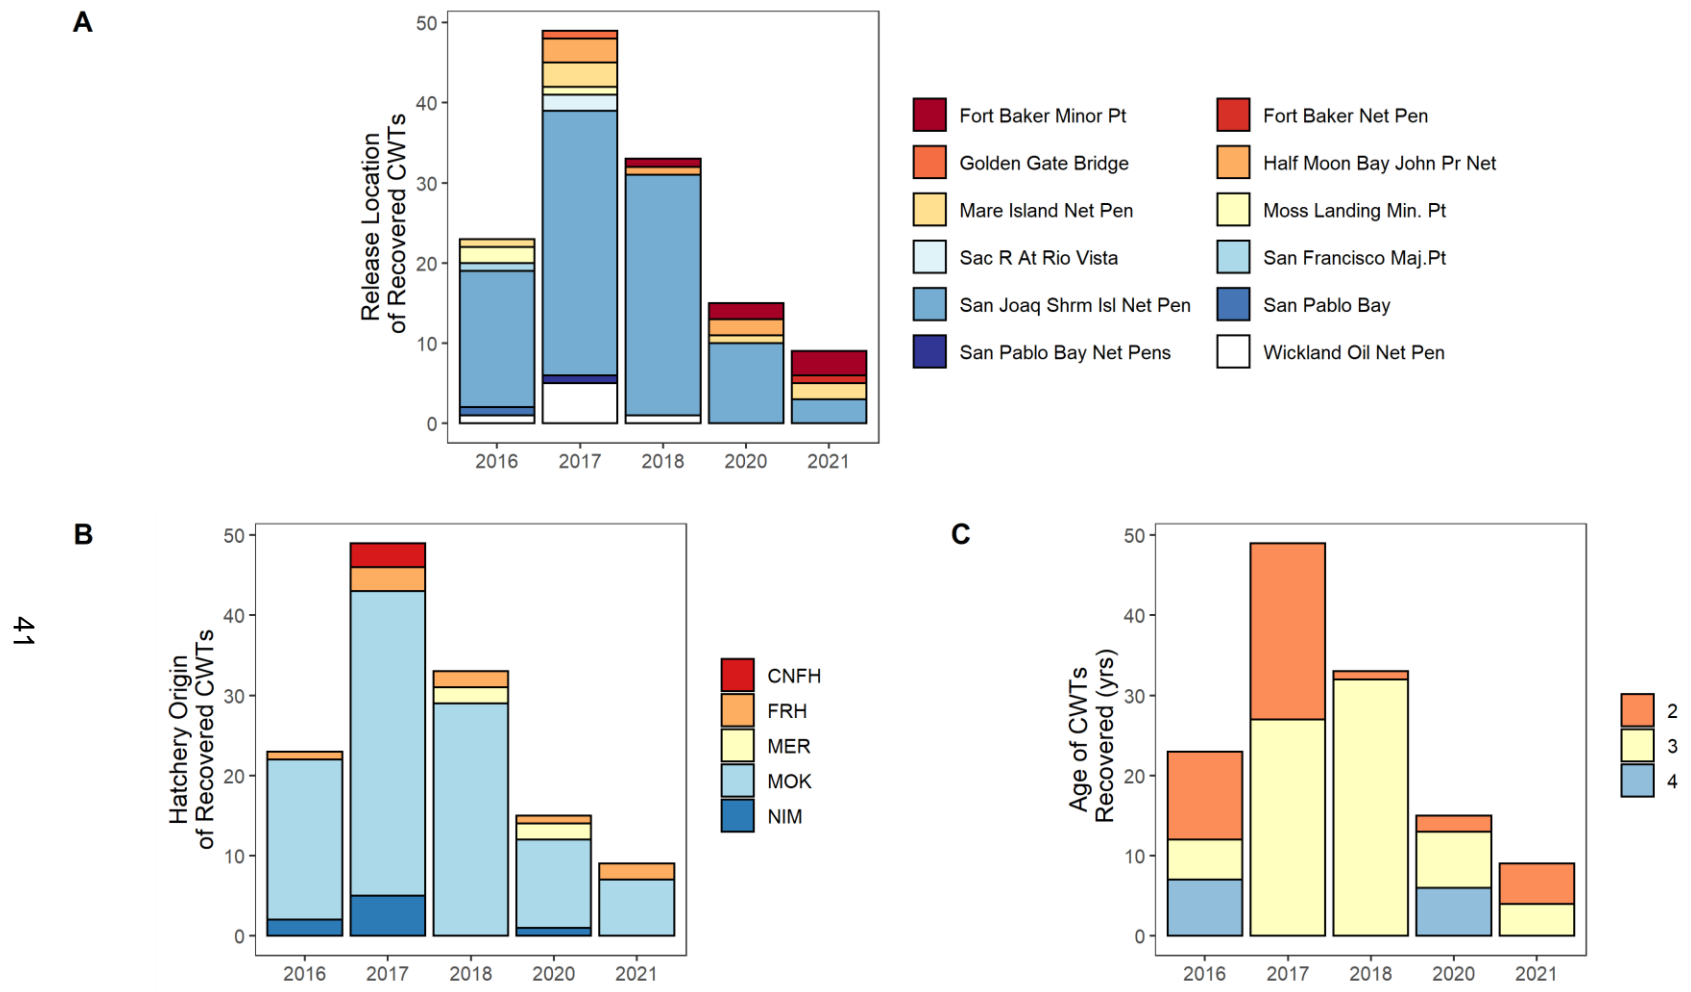 A
Release Location
of Recovered CWTs
50
40
30
20
10
0
2016 2017 2018 2020 2021
Fort Baker Minor Pt Fort Baker Net Pen
Golden Gate Bridge Half Moon Bay John Pr Net
Mare Island Net Pen Moss Landing Min. Pt
Sac R At Rio Vista San Francisco Maj.Pt
San Joaq Shrm Isl Net Pen San Pablo Bay
San Pablo Bay Net Pens Wickland Oil Net Pen
B
Hatchery Origin
of Recovered CWTs
50
40
30
20
10
0
2016 2017 2018 2020 2021
CNFH
FRH
MER
MOK
NIM
C
Age of CWTs
Recovered (yrs)
50
40
30
20
10
0
2016 2017 2018 2020 2021
2
3
4
41